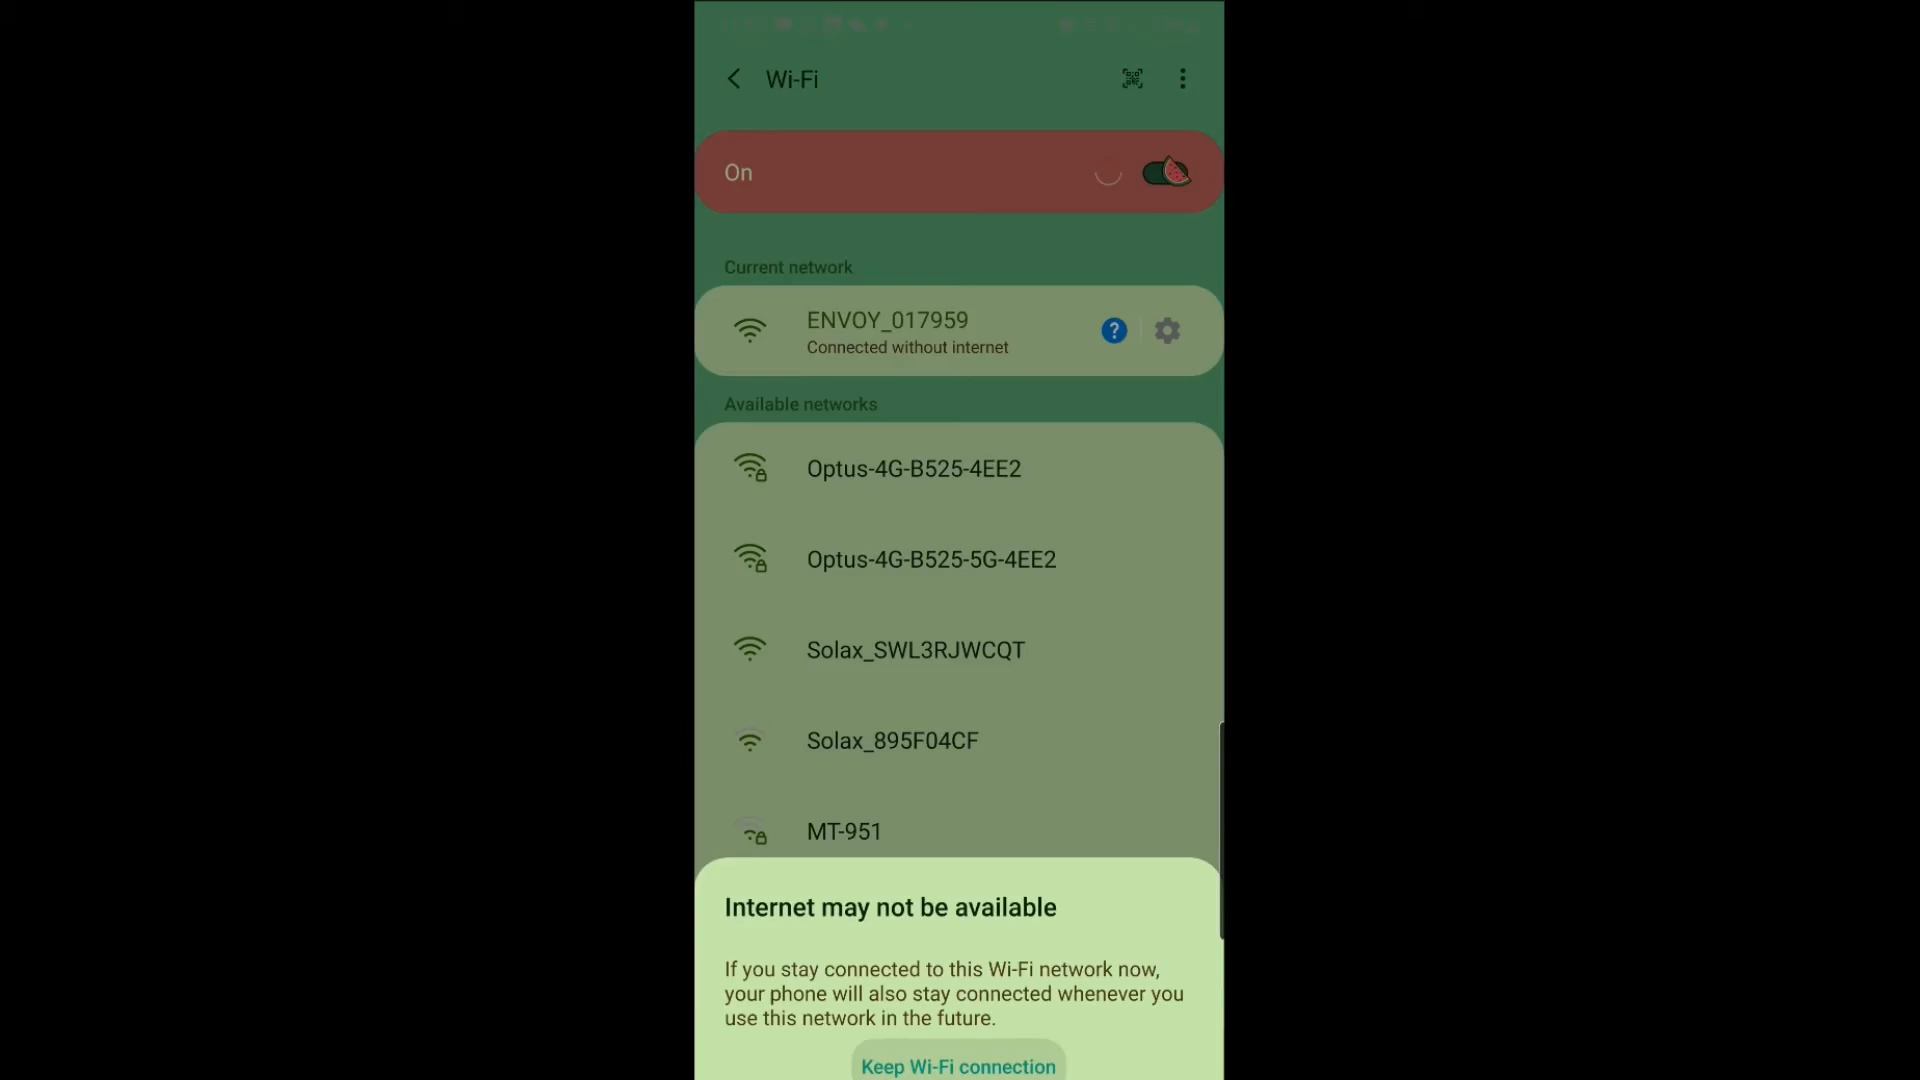 Wi-Fi
On
Current network
ENVOY_017959
Connected without internet
Available networks
Optus-4G-B525-4EE2
Optus-4G-B525-5G-4EE2
Solax_SWL3RJWCQT
Solax_895F04CF
MT-951
Internet may not be available
If you stay connected to this Wi-Fi network now,
your phone will also stay connected whenever you
use this network in the future.
Keep Wi-Fi connection